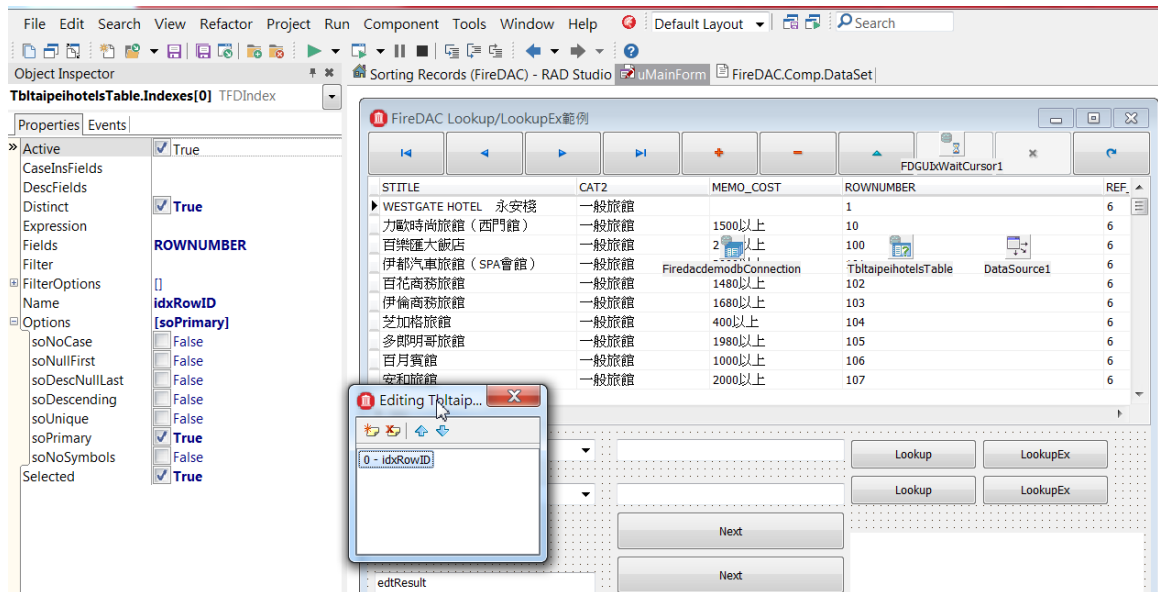 File Edit Search View Refactor Project Run Component Tools Window Help Default Layout Search
Object Inspector
TbltaipeihotelsTable.Indexes[0] TFDIndex
Properties Events
Active True
CaseInsFields
DescFields
Distinct True
Expression
Fields ROWNUMBER
Filter
FilterOptions []
Name idxRowID
Options [soPrimary]
soNoCase False
soNullFirst False
soDescNullLast False
soDescending False
soUnique False
soPrimary True
soNoSymbols False
Selected True
Sorting Records (FireDAC) - RAD Studio uMainForm FireDAC.Comp.DataSet
FireDAC Lookup/LookupEx範例
FDGUIxWaitCursor1
STITLE CAT2 MEMO_COST ROWNUMBER REF_
WESTGATE HOTEL 永安棧 一般旅館 1 6
力歐時尚旅館（西門館） 一般旅館 1500以上 10 6
百樂匯大飯店 一般旅館 2 以上 100 6
伊都汽車旅館（SPA會館） 一般旅館 6
FiredacdemodbConnection TbltaipeihotelsTable DataSource1
百花商務旅館 一般旅館 1480以上 102 6
伊倫商務旅館 一般旅館 1680以上 103 6
芝加格旅館 一般旅館 400以上 104 6
多郎明哥旅館 一般旅館 1980以上 105 6
百月賓館 一般旅館 1000以上 106 6
安和旅館 一般旅館 2000以上 107 6
Editing Tbltaip...
0 - idxRowID
Lookup LookupEx
Lookup LookupEx
Next
Next
edtResult